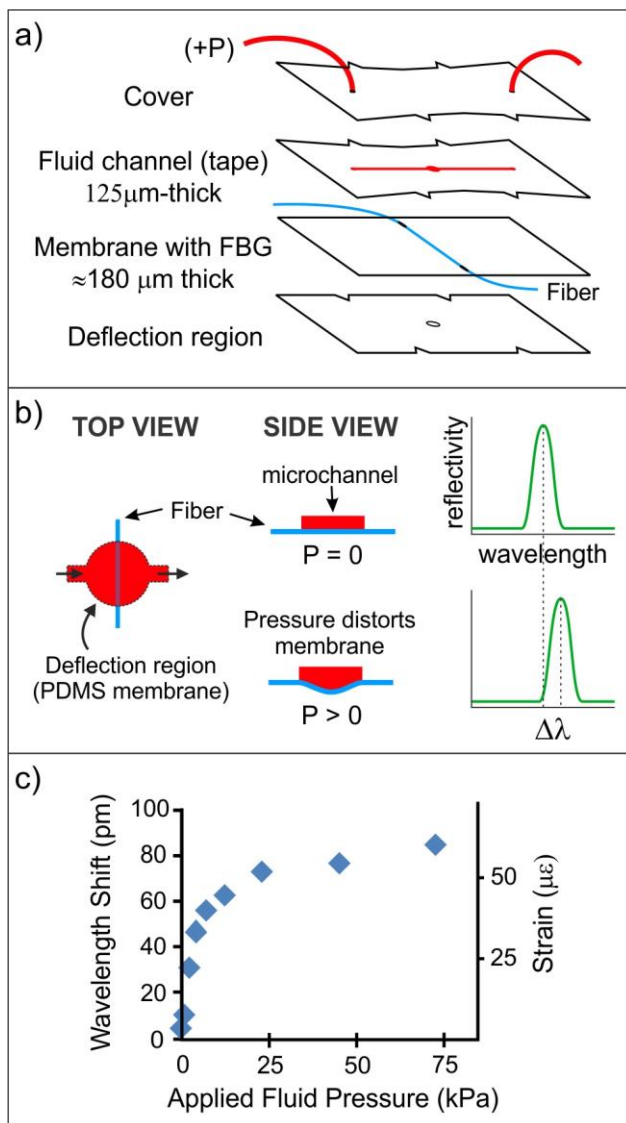 a)
(+P)
Cover
Fluid channel (tape)
125μm-thick
Membrane with FBG
≈180 μm thick
Fiber
Deflection region
b)
TOP VIEW
SIDE VIEW
microchannel
Fiber
P = 0
Pressure distorts
membrane
Deflection region
(PDMS membrane)
P > 0
reflectivity
wavelength
Δλ
c)
Wavelength Shift (pm)
100
80
60
40
20
0
0
25
50
75
Applied Fluid Pressure (kPa)
50
25
Strain (με)